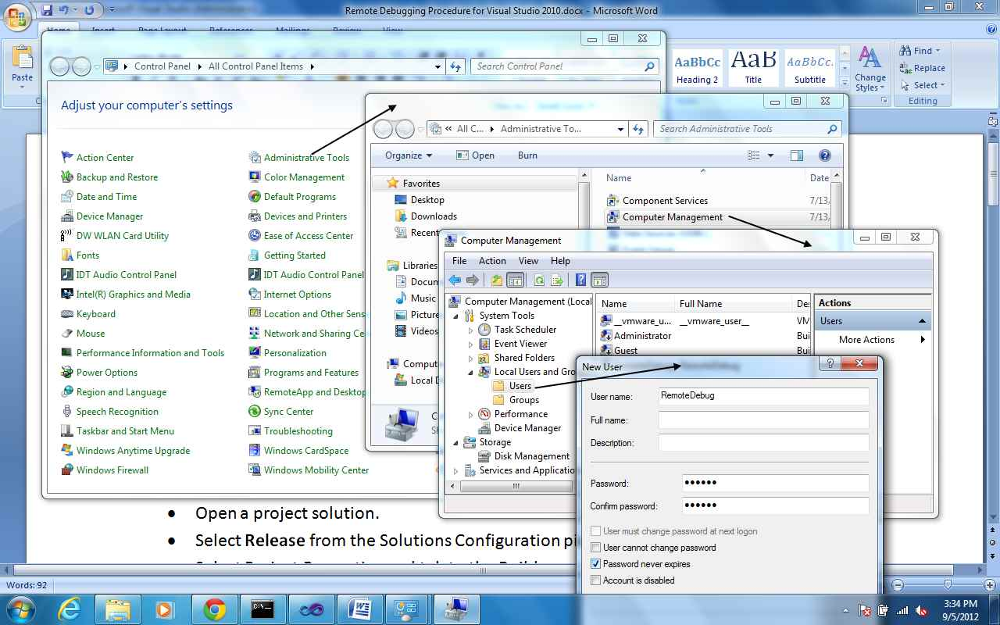 Remote Debugging Procedure for Visual Studio 2010.docx - Microsoft Word
Home Insert Page Layout References Mailings Review View
Paste
AaBbCc AaB AaBbCc.
Heading 2 Title Subtitle
Change
Styles
Find
Replace
Select
Editing
Control Panel All Control Panel Items
Search Control Panel
Adjust your computer's settings
Action Center
Backup and Restore
Date and Time
Device Manager
DW WLAN Card Utility
Fonts
IDT Audio Control Panel
Intel(R) Graphics and Media
Keyboard
Mouse
Performance Information and Tools
Power Options
Region and Language
Speech Recognition
Taskbar and Start Menu
Windows Anytime Upgrade
Windows Firewall
Administrative Tools
Color Management
Default Programs
Devices and Printers
Ease of Access Center
Getting Started
IDT Audio Control Panel
Internet Options
Location and Other Sens
Network and Sharing Ce
Personalization
Programs and Features
RemoteApp and Desktop
Sync Center
Troubleshooting
Windows CardSpace
Windows Mobility Center
« All C... Administrative To...
Search Administrative Tools
Organize Open Burn
Favorites
Desktop
Downloads
Recen
Libraries
Docum
Music
Picture
Videos
Compute
Local D
Name Date
Component Services 7/13,
Computer Management 7/13,
Computer Management
File Action View Help
Computer Management (Local
System Tools
Task Scheduler
Event Viewer
Shared Folders
Local Users and Gro
Users
Groups
Performance
Device Manager
Storage
Disk Management
Services and Applicatio
Name Full Name De
__vmware_u... __vmware_user__ VM
Administrator Bui
Guest Bui
Actions
Users
More Actions
New User
User name: RemoteDebug
Full name:
Description:
Password: ••••••
Confirm password: ••••••
User must change password at next logon
User cannot change password
Password never expires
Account is disabled
• Open a project solution.
• Select Release from the Solutions Configuration pi
Words: 92
C:\.
3:34 PM
9/5/2012